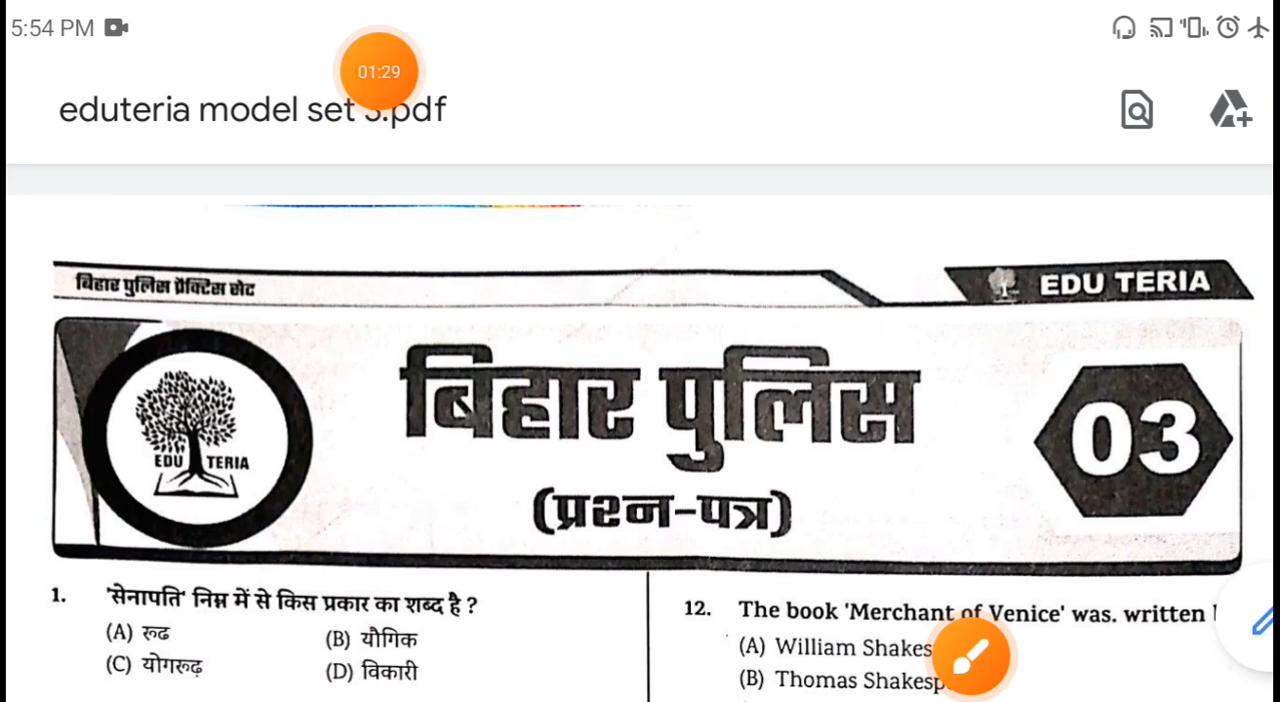 5:54 PM
01:29
eduteria model set 3.pdf
बिहार पुलिस प्रैक्टिस सेट
EDU TERIA
बिहार पुलिस
03
EDU TERIA
(प्रश्न-पत्र)
1. 'सेनापति' निम्न में से किस प्रकार का शब्द है ?
(A) रूढ
(B) यौगिक
(C) योगरूढ़
(D) विकारी
12. The book 'Merchant of Venice' was. written
(A) William Shakes
(B) Thomas Shakesp